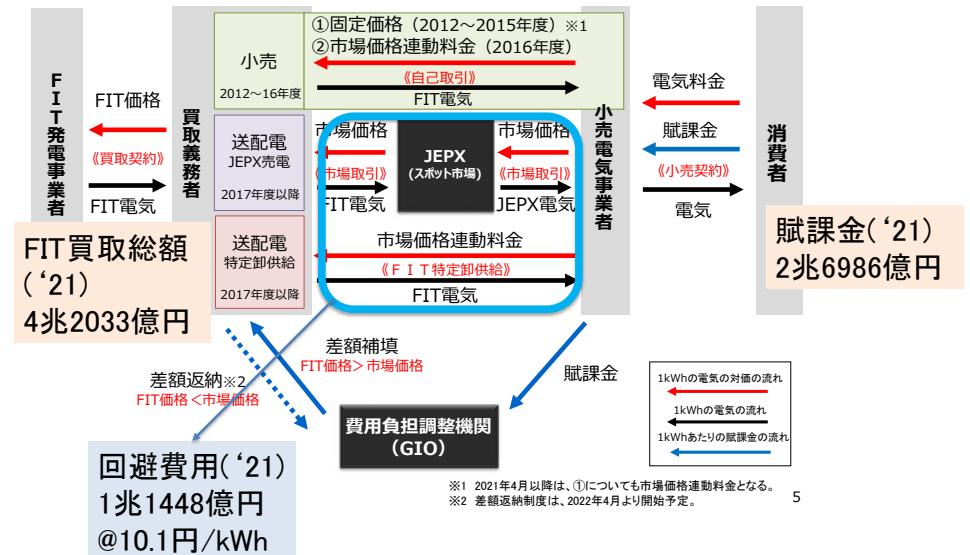 ①固定価格（2012～2015年度）※1
②市場価格連動料金（2016年度）
小売
2012～16年度
《自己取引》
FIT電気
FIT発電事業者
FIT価格
《買取契約》
FIT電気
買取義務者
送配電
JEPX売電
2017年度以降
市場価格
《市場取引》
FIT電気
JEPX
(スポット市場)
市場価格
《市場取引》
JEPX電気
小売電気事業者
電気料金
賦課金
《小売契約》
電気
消費者
送配電
特定卸供給
2017年度以降
市場価格連動料金
《ＦＩＴ特定卸供給》
FIT電気
FIT買取総額
(‘21)
4兆2033億円
賦課金(‘21)
2兆6986億円
差額補填
FIT価格＞市場価格
差額返納※2
FIT価格＜市場価格
賦課金
費用負担調整機関
（GIO）
1kWhの電気の対価の流れ
1kWhの電気の流れ
1kWhあたりの賦課金の流れ
回避費用(‘21)
1兆1448億円
@10.1円/kWh
※1 2021年4月以降は、①についても市場価格連動料金となる。
※2 差額返納制度は、2022年4月より開始予定。
5